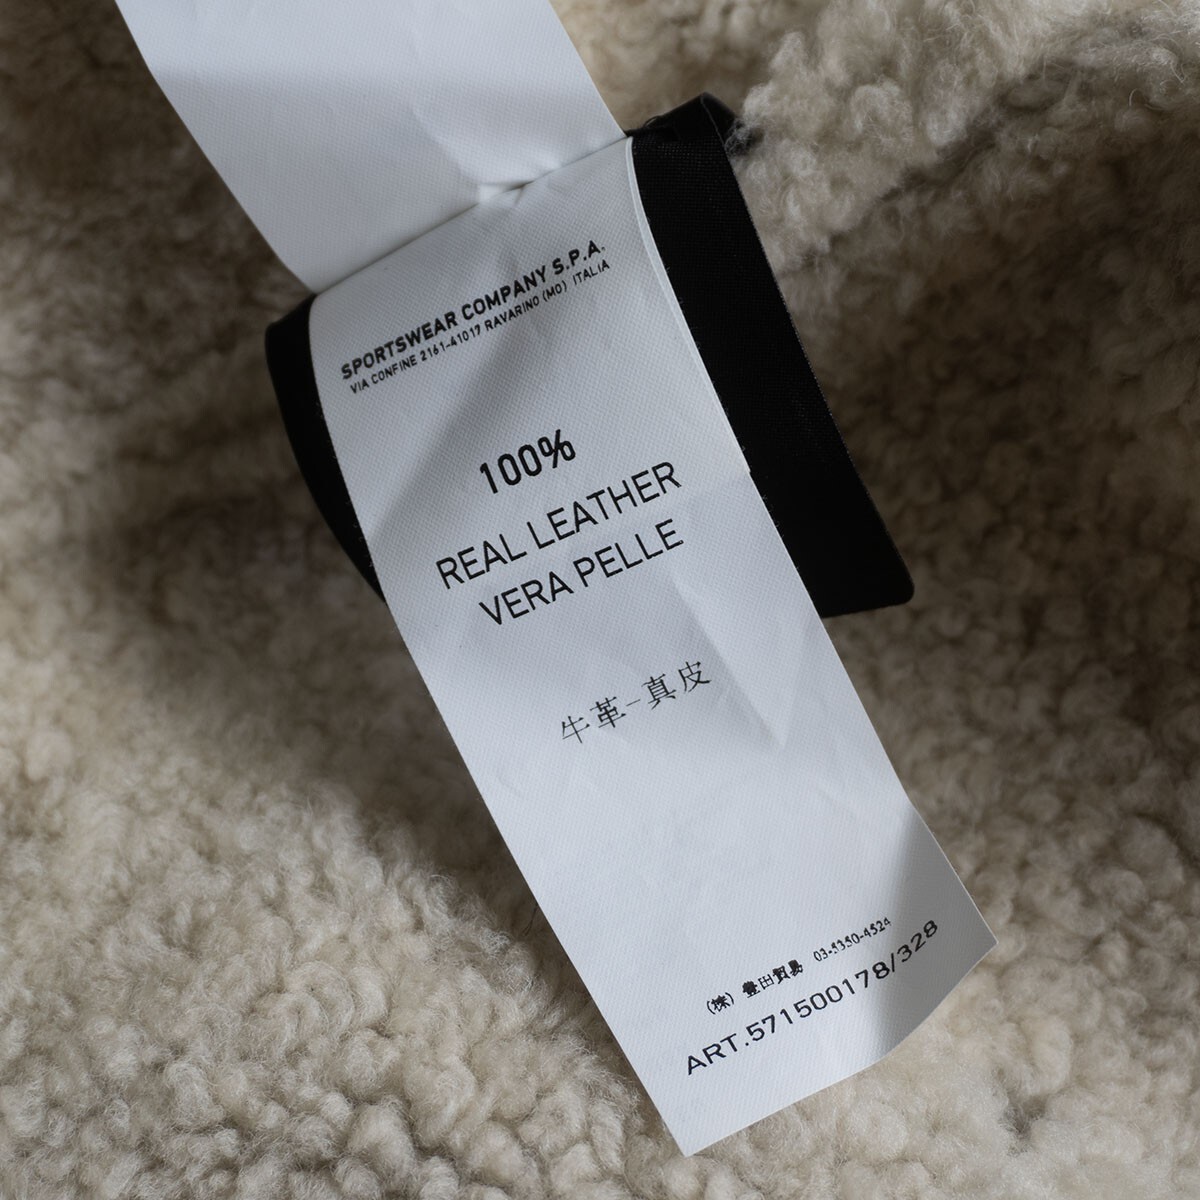 SPORTSWEAR COMPANY S.P.A.
VIA CONFINE 2161-41017 RAVARINO (MO) ITALIA
100%
REAL LEATHER
VERA PELLE
牛革-真皮
(株) 豊田貿易 03-5350-4524
ART.571500178/328